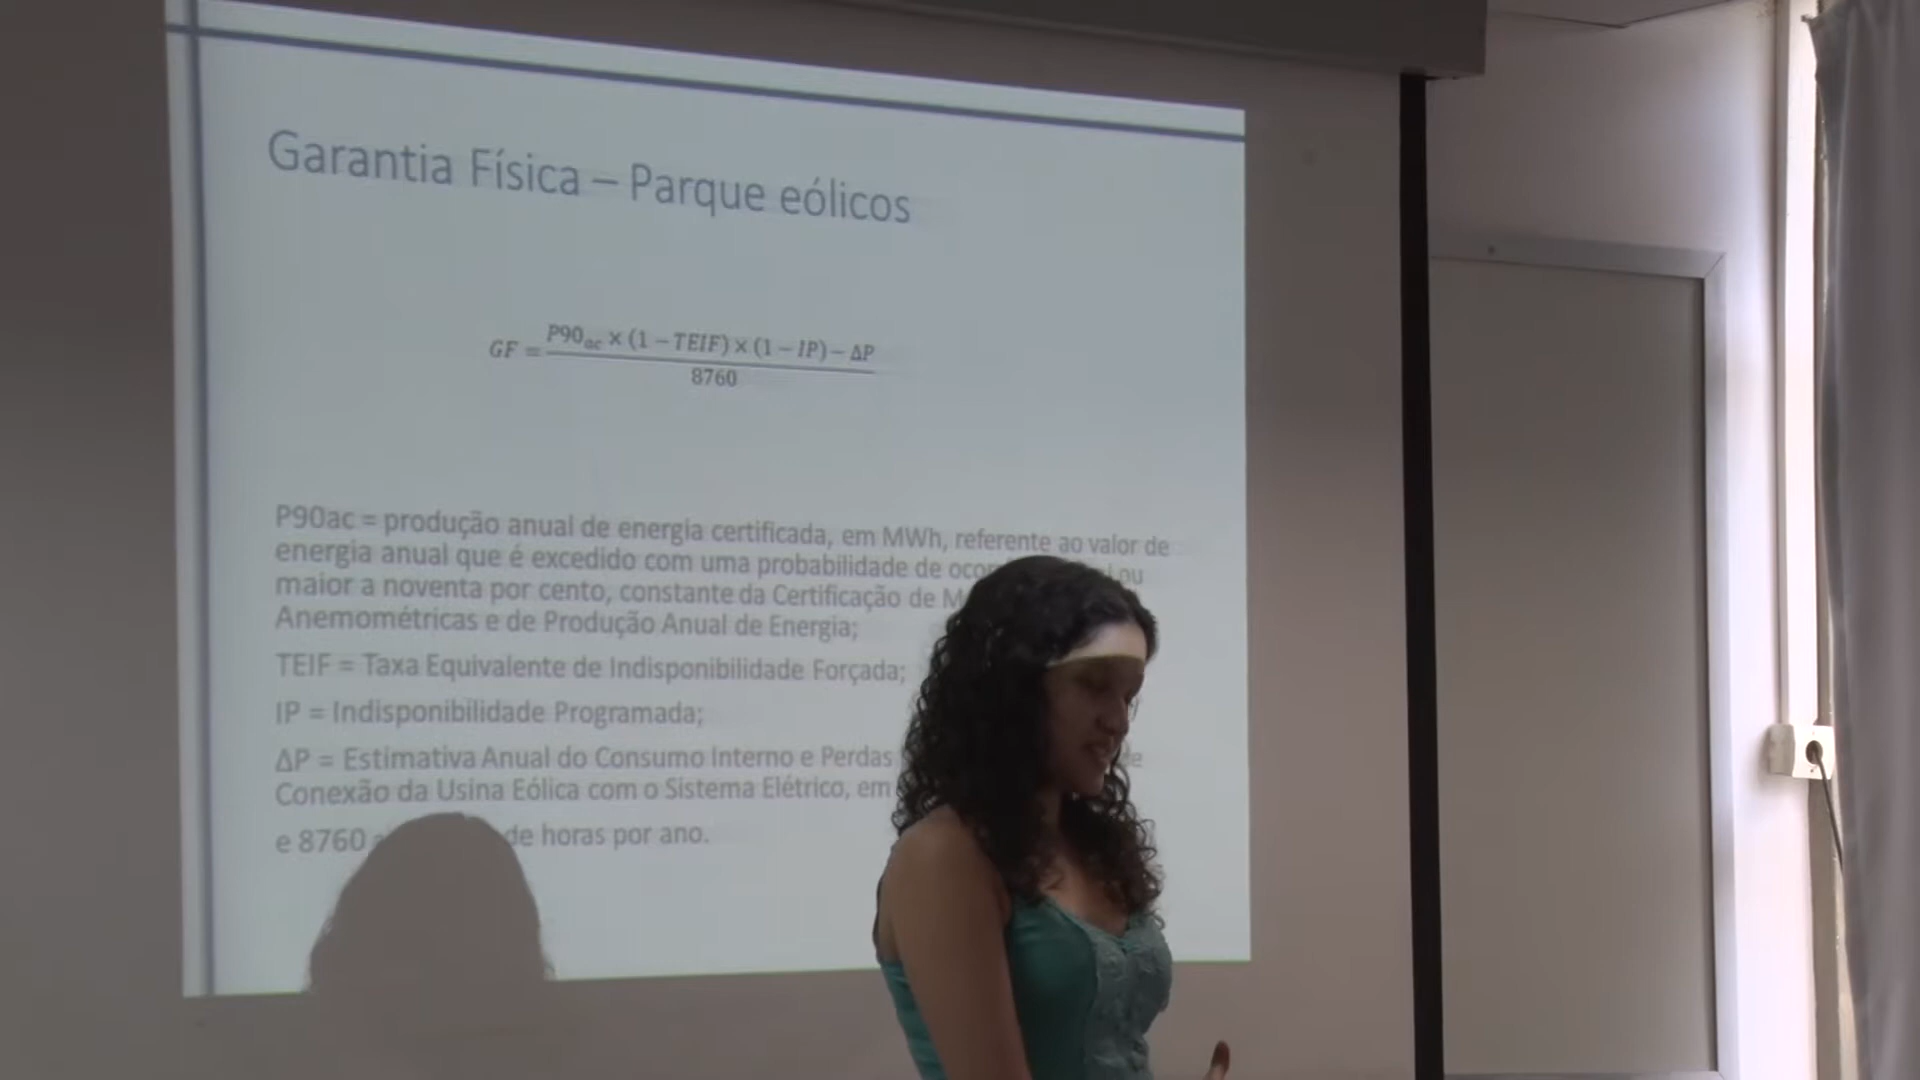 Garantia Física – Parque eólicos
GF = P90ac × (1 – TEIF) × (1 – IP) – ΔP
8760
P90ac = produção anual de energia certificada, em MWh, referente ao valor de
energia anual que é excedido com uma probabilidade de ou
maior a noventa por cento, constante da Certificação de
Anemométricas e de Produção Anual de Energia;
TEIF = Taxa Equivalente de Indisponibilidade Forçada;
IP = Indisponibilidade Programada;
ΔP = Estimativa Anual do Consumo Interno e Perdas
Conexão da Usina Eólica com o Sistema Elétrico, em
e 8760 de horas por ano.